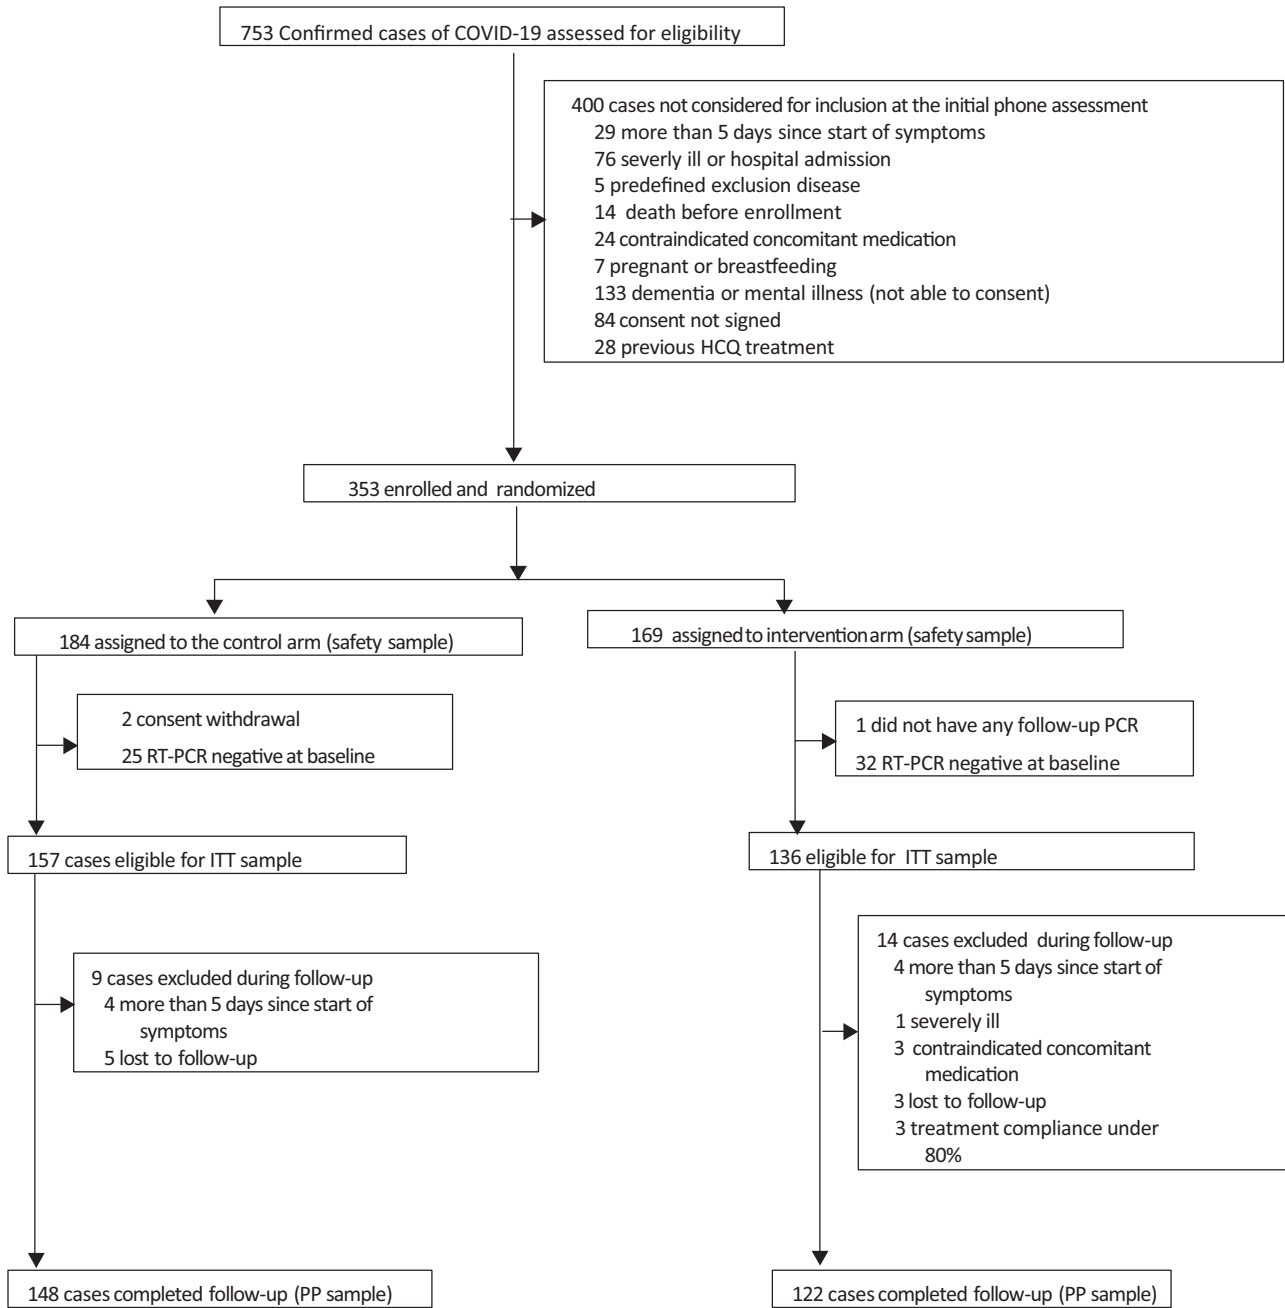 753 Confirmed cases of COVID-19 assessed for eligibility
400 cases not considered for inclusion at the initial phone assessment
29 more than 5 days since start of symptoms
76 severly ill or hospital admission
5 predefined exclusion disease
14 death before enrollment
24 contraindicated concomitant medication
7 pregnant or breastfeeding
133 dementia or mental illness (not able to consent)
84 consent not signed
28 previous HCQ treatment
353 enrolled and randomized
184 assigned to the control arm (safety sample)
169 assigned to intervention arm (safety sample)
2 consent withdrawal
25 RT-PCR negative at baseline
1 did not have any follow-up PCR
32 RT-PCR negative at baseline
157 cases eligible for ITT sample
136 eligible for ITT sample
9 cases excluded during follow-up
4 more than 5 days since start of
symptoms
5 lost to follow-up
14 cases excluded during follow-up
4 more than 5 days since start of
symptoms
1 severely ill
3 contraindicated concomitant
medication
3 lost to follow-up
3 treatment compliance under
80%
148 cases completed follow-up (PP sample)
122 cases completed follow-up (PP sample)